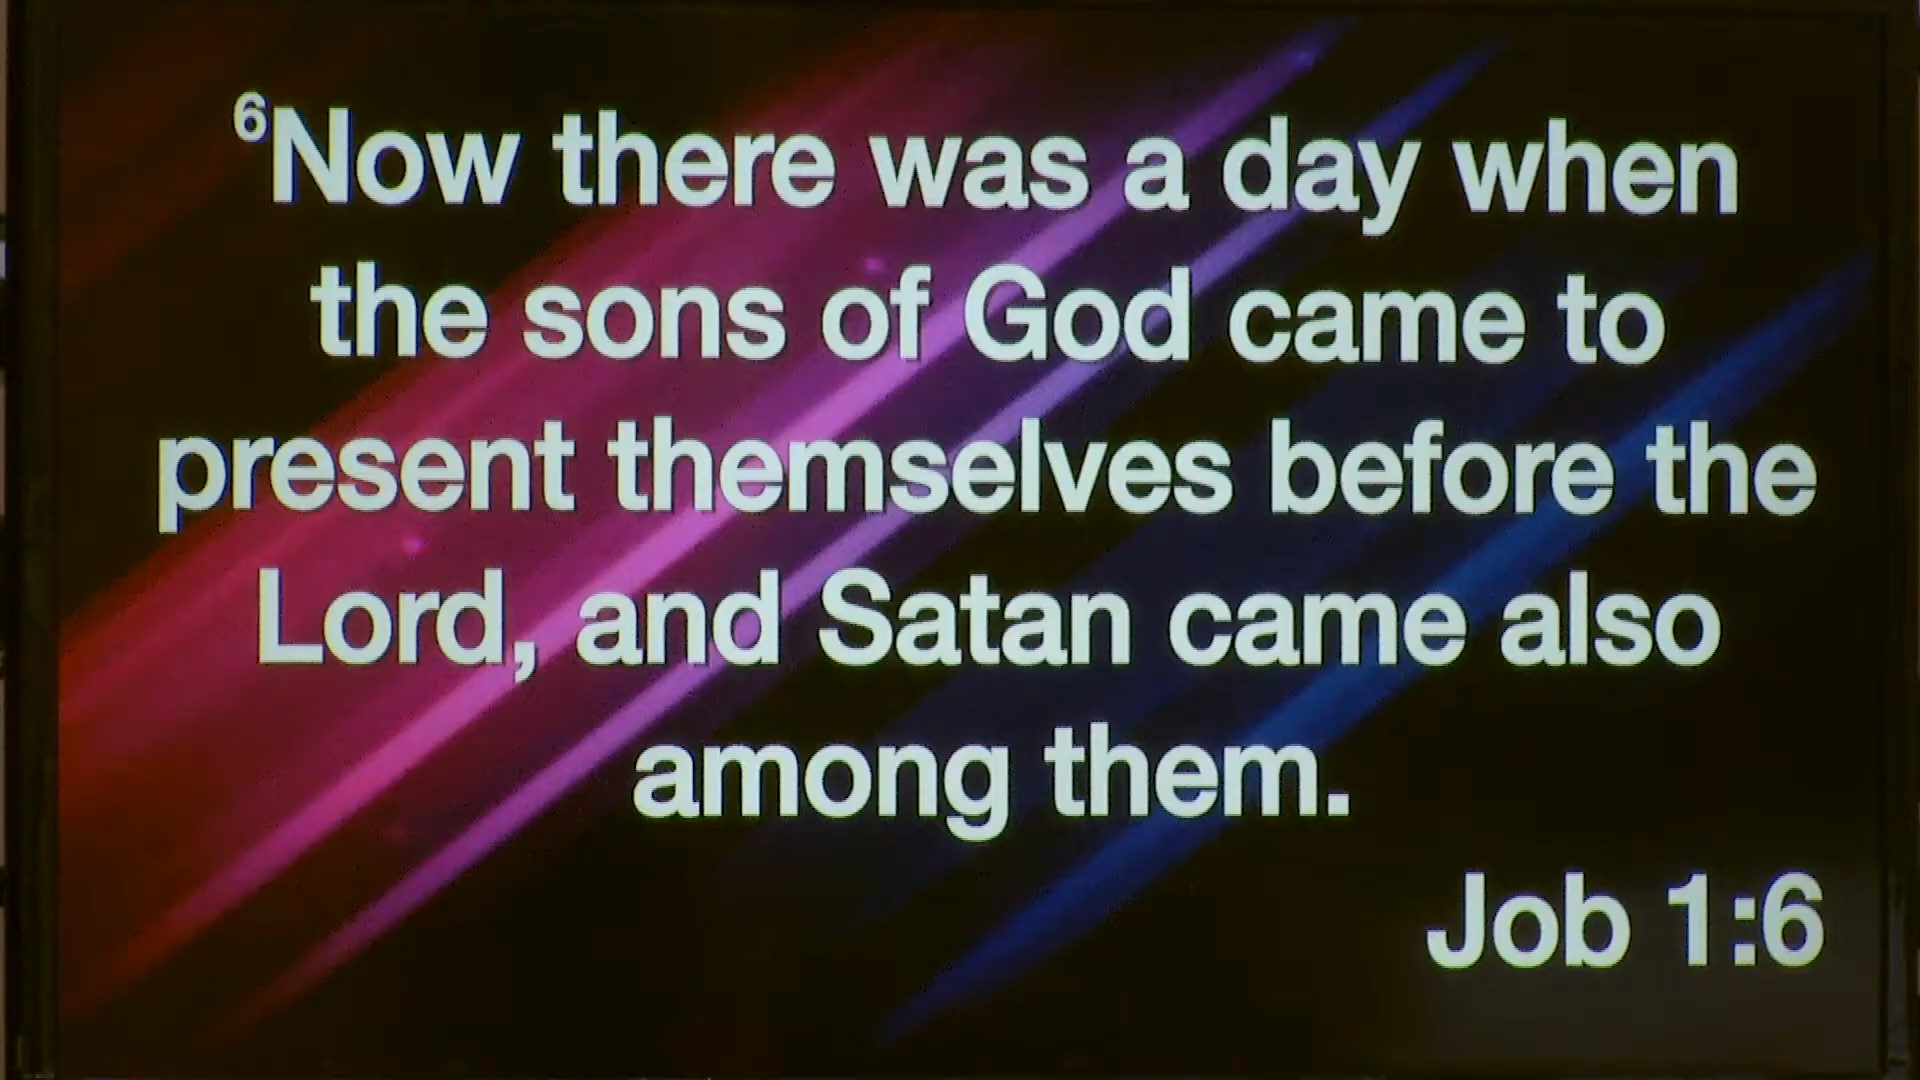 ⁶Now there was a day when
the sons of God came to
present themselves before the
Lord, and Satan came also
among them.
Job 1:6